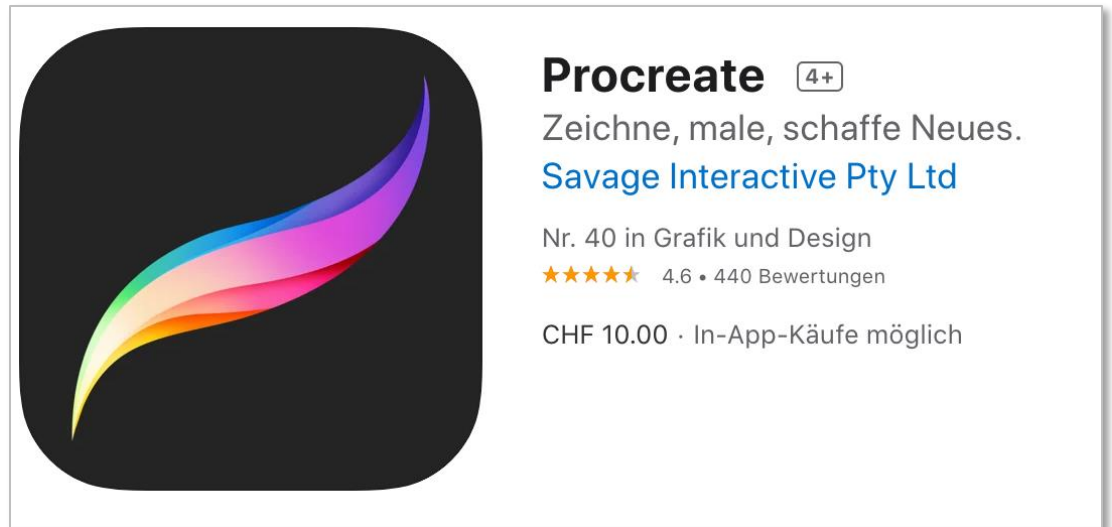 Procreate 4+
Zeichne, male, schaffe Neues.
Savage Interactive Pty Ltd
Nr. 40 in Grafik und Design
4.6 • 440 Bewertungen
CHF 10.00 · In-App-Käufe möglich